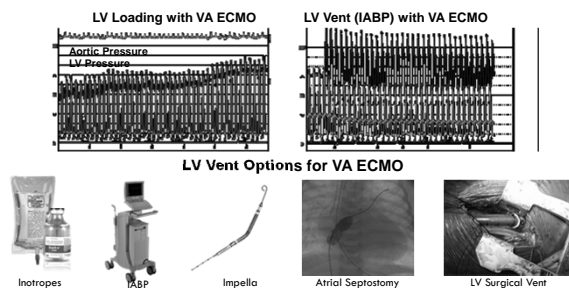 LV Loading with VA ECMO
LV Vent (IABP) with VA ECMO
Aortic Pressure
LV Pressure
LV Vent Options for VA ECMO
Inotropes
IABP
Impella
Atrial Septostomy
LV Surgical Vent